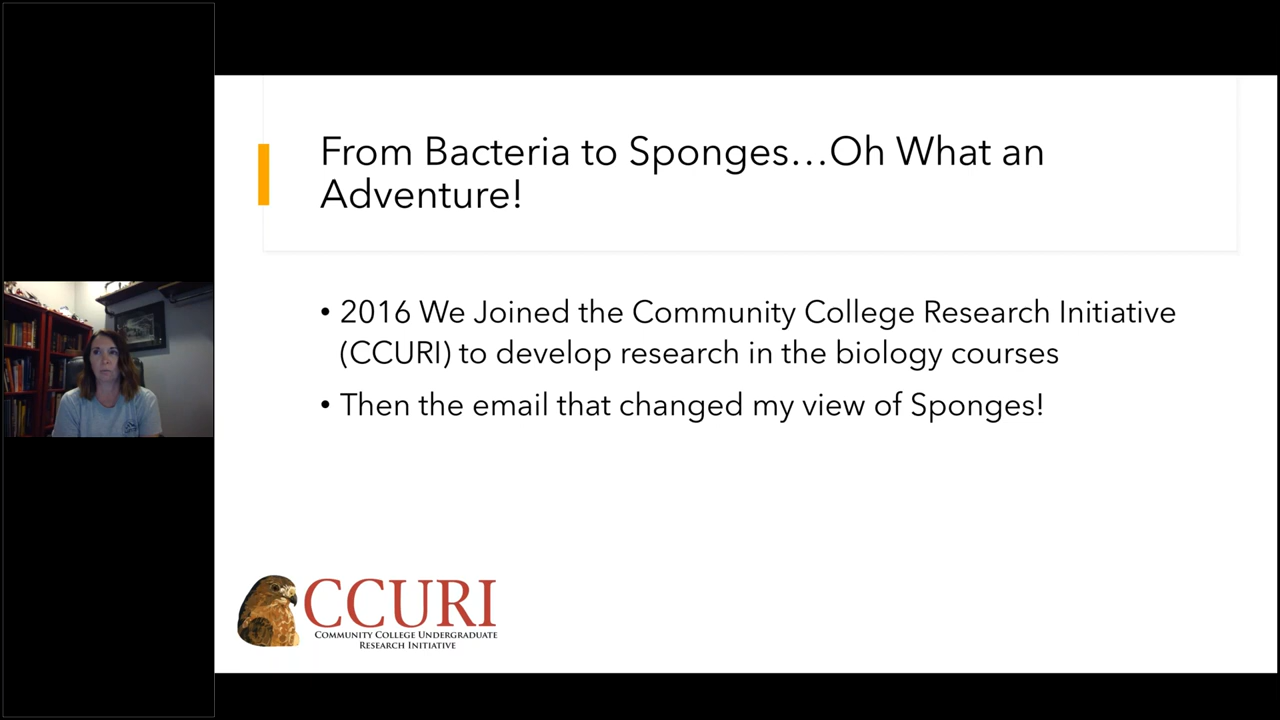 From Bacteria to Sponges…Oh What an
Adventure!
• 2016 We Joined the Community College Research Initiative
(CCURI) to develop research in the biology courses
• Then the email that changed my view of Sponges!
CCURI
Community College Undergraduate
Research Initiative